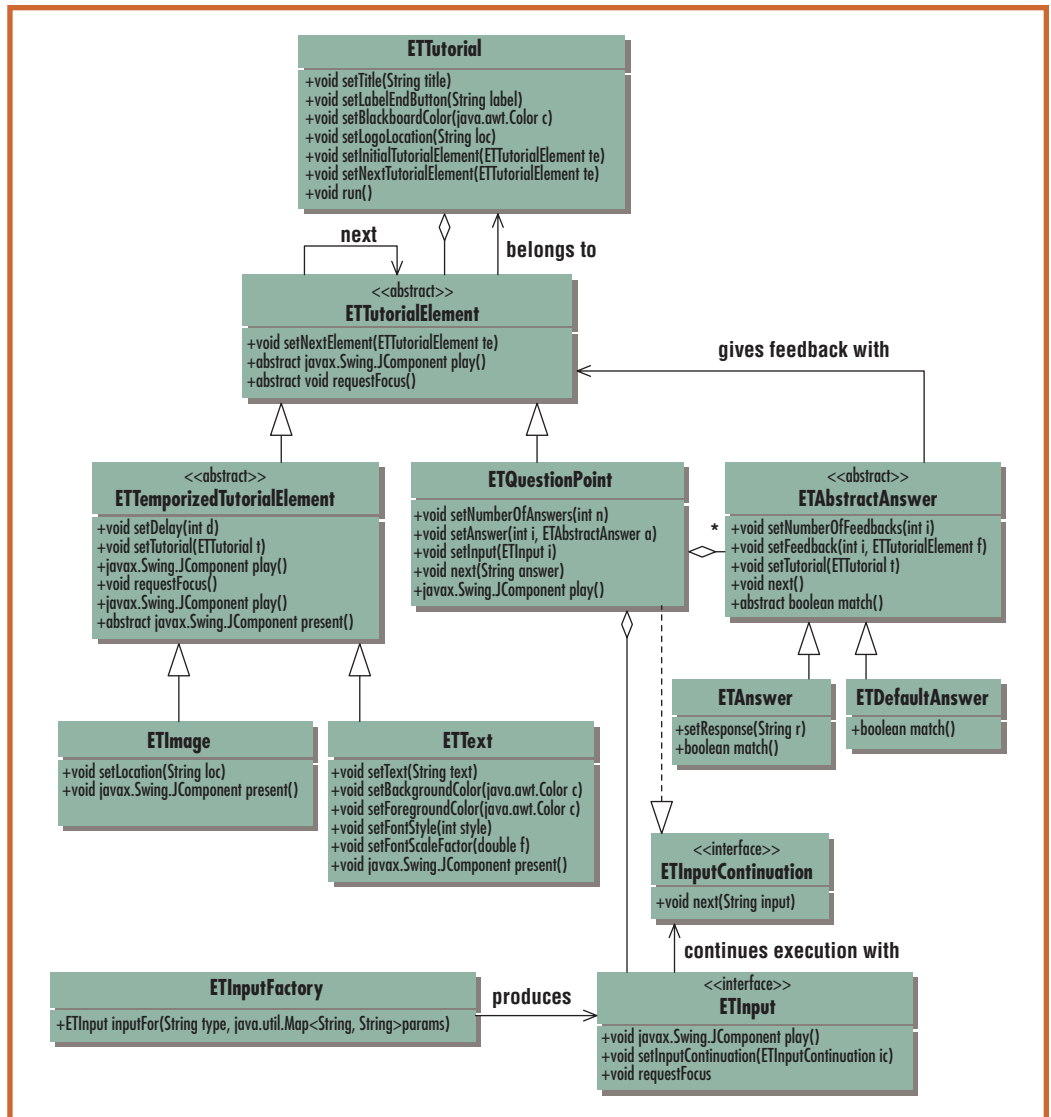 ETTutorial
+void setTitle(String title)
+void setLabelEndButton(String label)
+void setBlackboardColor(java.awt.Color c)
+void setLogoLocation(String loc)
+void setInitialTutorialElement(ETTutorialElement te)
+void setNextTutorialElement(ETTutorialElement te)
+void run()
next
belongs to
<<abstract>>
ETTutorialElement
+void setNextElement(ETTutorialElement te)
+abstract javax.Swing.JComponent play()
+abstract void requestFocus()
gives feedback with
<<abstract>>
ETTemporizedTutorialElement
+void setDelay(int d)
+void setTutorial(ETTutorial t)
+javax.Swing.JComponent play()
+void requestFocus()
+javax.Swing.JComponent play()
+abstract javax.Swing.JComponent present()
ETQuestionPoint
+void setNumberOfAnswers(int n)
+void setAnswer(int i, ETAbstractAnswer a)
+void setInput(ETInput i)
+void next(String answer)
+javax.Swing.JComponent play()
*
<<abstract>>
ETAbstractAnswer
+void setNumberOfFeedbacks(int i)
+void setFeedback(int i, ETTutorialElement f)
+void setTutorial(ETTutorial t)
+void next()
+abstract boolean match()
ETImage
+void setLocation(String loc)
+void javax.Swing.JComponent present()
ETText
+void setText(String text)
+void setBackgroundColor(java.awt.Color c)
+void setForegroundColor(java.awt.Color c)
+void setFontStyle(int style)
+void setFontScaleFactor(double f)
+void javax.Swing.JComponent present()
ETAnswer
+setResponse(String r)
+boolean match()
ETDefaultAnswer
+boolean match()
<<interface>>
ETInputContinuation
+void next(String input)
continues execution with
ETInputFactory
+ETInput inputFor(String type, java.util.Map<String, String>params)
produces
<<interface>>
ETInput
+void javax.Swing.JComponent play()
+void setInputContinuation(ETInputContinuation ic)
+void requestFocus